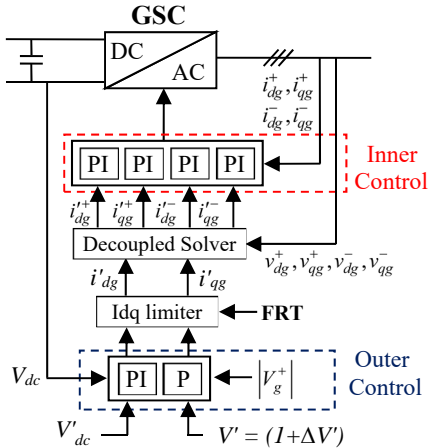 GSC
DC
AC
i⁺dg, i⁺qg
i⁻dg, i⁻qg
PI PI PI PI
Inner
Control
i'⁺dg i'⁺qg i'⁻dg i'⁻qg
Decoupled Solver
v⁺dg, v⁺qg, v⁻dg, v⁻qg
i'dg i'qg
Idq limiter
FRT
Vdc
PI P
|V⁺g|
Outer
Control
V'dc
V' = (1+ΔV')